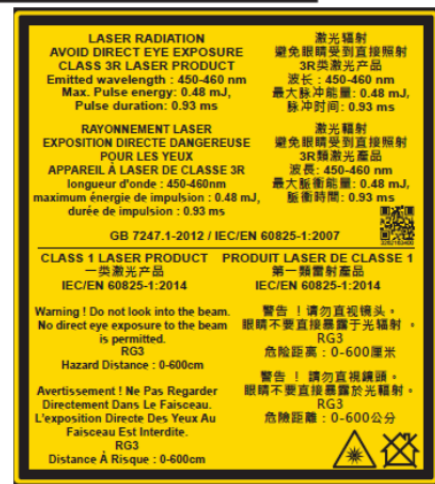 LASER RADIATION
AVOID DIRECT EYE EXPOSURE
CLASS 3R LASER PRODUCT
Emitted wavelength : 450-460 nm
Max. Pulse energy: 0.48 mJ,
Pulse duration: 0.93 ms
激光辐射
避免眼睛受到直接照射
3R类激光产品
波长 : 450-460 nm
最大脉冲能量: 0.48 mJ,
脉冲时间: 0.93 ms
RAYONNEMENT LASER
EXPOSITION DIRECTE DANGEREUSE
POUR LES YEUX
APPAREIL À LASER DE CLASSE 3R
longueur d'onde : 450-460nm
maximum énergie de impulsion : 0.48 mJ,
durée de impulsion : 0.93 ms
激光輻射
避免眼睛受到直接照射
3R類激光產品
波長: 450-460 nm
最大脈衝能量: 0.48 mJ,
脈衝時間: 0.93 ms
GB 7247.1-2012 / IEC/EN 60825-1:2007
CLASS 1 LASER PRODUCT
一类激光产品
IEC/EN 60825-1:2014
PRODUIT LASER DE CLASSE 1
第一類雷射產品
IEC/EN 60825-1:2014
Warning ! Do not look into the beam.
No direct eye exposure to the beam
is permitted.
RG3
Hazard Distance : 0-600cm
警告 ！请勿直视镜头。
眼睛不要直接暴露于光辐射 。
RG3
危险距离 : 0-600厘米
Avertissement ! Ne Pas Regarder
Directement Dans Le Faisceau.
L'exposition Directe Des Yeux Au
Faisceau Est Interdite.
RG3
Distance À Risque : 0-600cm
警告 ！ 請勿直視鏡頭。
眼睛不要直接暴露於光輻射。
RG3
危險距離 : 0-600公分